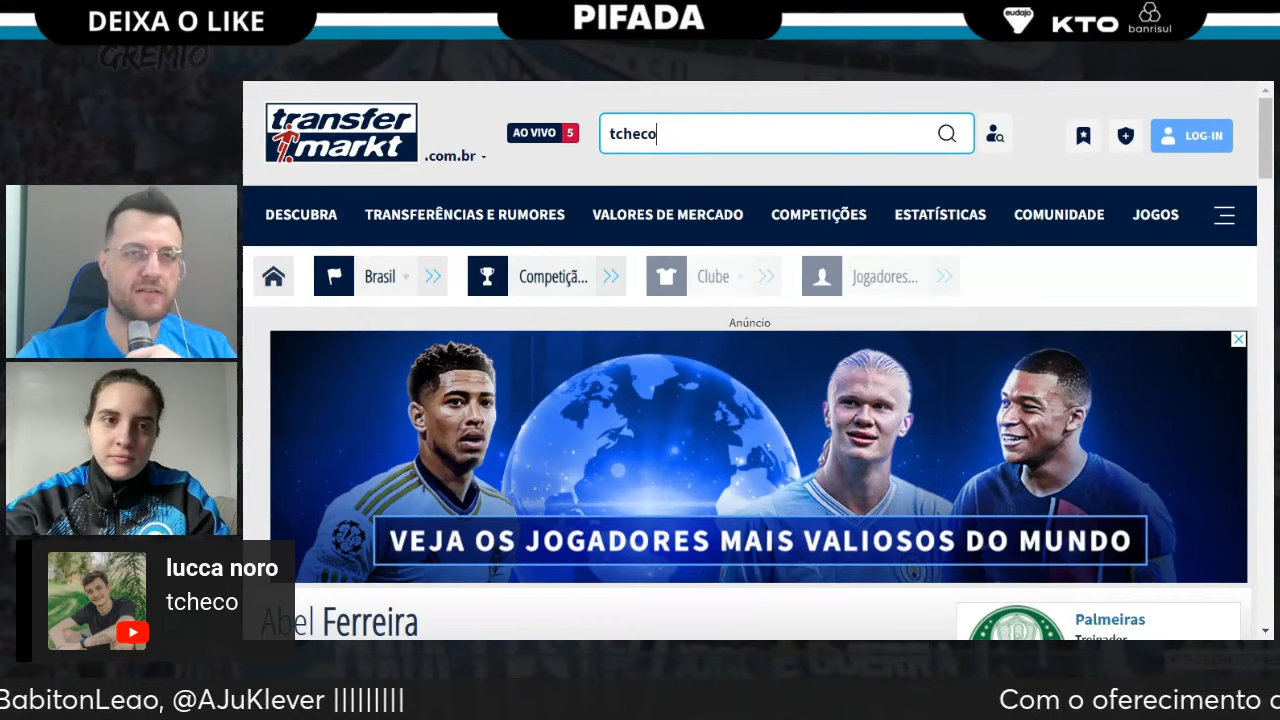 DEIXA O LIKE
PIFADA
eudajo
KTO
banrisul
GRÊMIO
transfer
markt
.com.br
AO VIVO 5
tcheco
LOG-IN
DESCUBRA TRANSFERÊNCIAS E RUMORES VALORES DE MERCADO COMPETIÇÕES ESTATÍSTICAS COMUNIDADE JOGOS
Brasil
Competiçã...
Clube
Jogadores...
Anúncio
VEJA OS JOGADORES MAIS VALIOSOS DO MUNDO
lucca noro
tcheco
Abel Ferreira
Palmeiras
Treinador
BabitonLeao, @AJuKlever |||||||||
Com o oferecimento